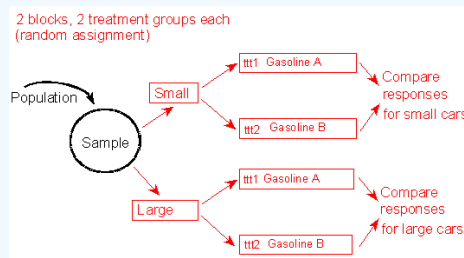 2 blocks, 2 treatment groups each
(random assignment)
Population
Sample
Small
ttt1 Gasoline A
ttt2 Gasoline B
Compare
responses
for small cars
Large
ttt1 Gasoline A
ttt2 Gasoline B
Compare
responses
for large cars